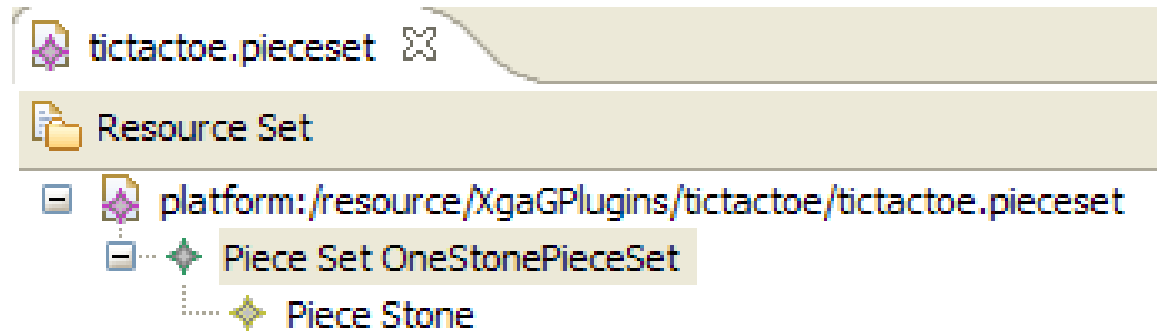 tictactoe.pieceset
Resource Set
platform:/resource/XgaGPlugins/tictactoe/tictactoe.pieceset
Piece Set OneStonePieceSet
Piece Stone